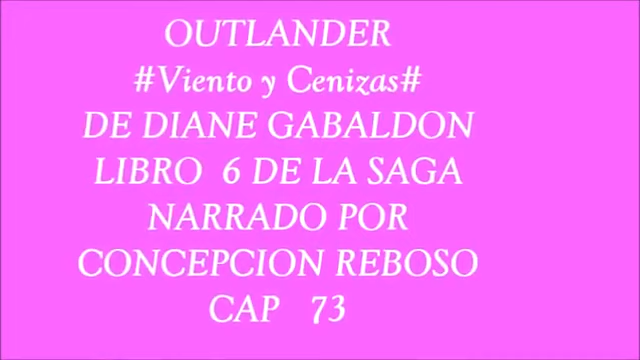 OUTLANDER
#Viento y Cenizas#
DE DIANE GABALDON
LIBRO 6 DE LA SAGA
NARRADO POR
CONCEPCION REBOSO
CAP 73